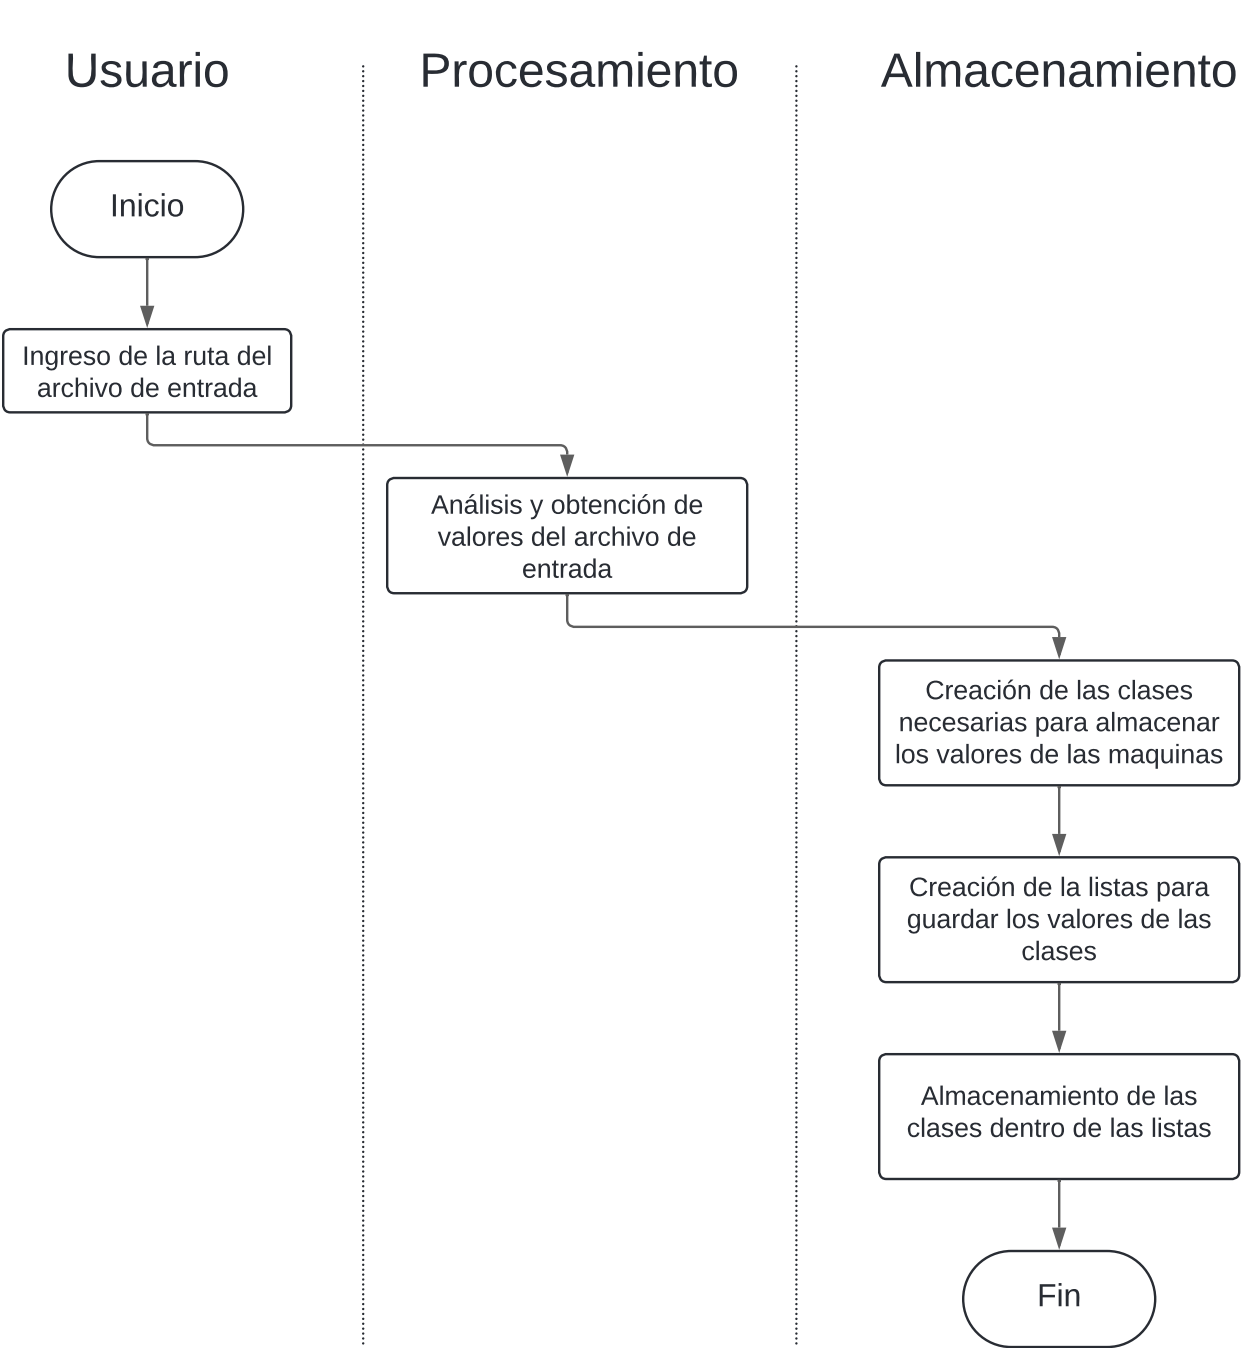 Usuario
Procesamiento
Almacenamiento
Inicio
Ingreso de la ruta del
archivo de entrada
Análisis y obtención de
valores del archivo de
entrada
Creación de las clases
necesarias para almacenar
los valores de las maquinas
Creación de la listas para
guardar los valores de las
clases
Almacenamiento de las
clases dentro de las listas
Fin